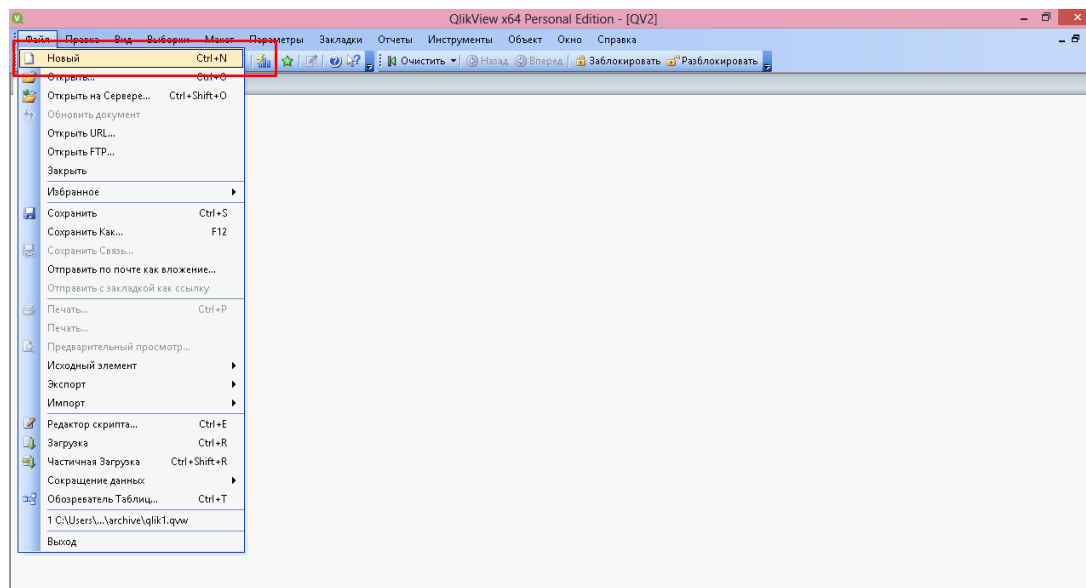 QlikView x64 Personal Edition - [QV2]
Файл Правка Вид Выборки Макет Параметры Закладки Отчеты Инструменты Объект Окно Справка
Очистить Назад Вперед Заблокировать Разблокировать
Новый Ctrl+N
Открыть... Ctrl+O
Открыть на Сервере... Ctrl+Shift+O
Обновить документ
Открыть URL...
Открыть FTP...
Закрыть
Избранное
Сохранить Ctrl+S
Сохранить Как... F12
Сохранить Связь...
Отправить по почте как вложение...
Отправить с закладкой как ссылку
Печать... Ctrl+P
Печать...
Предварительный просмотр...
Исходный элемент
Экспорт
Импорт
Редактор скрипта... Ctrl+E
Загрузка Ctrl+R
Частичная Загрузка Ctrl+Shift+R
Сокращение данных
Обозреватель Таблиц... Ctrl+T
1 C:\Users\...\archive\qlik1.qvw
Выход